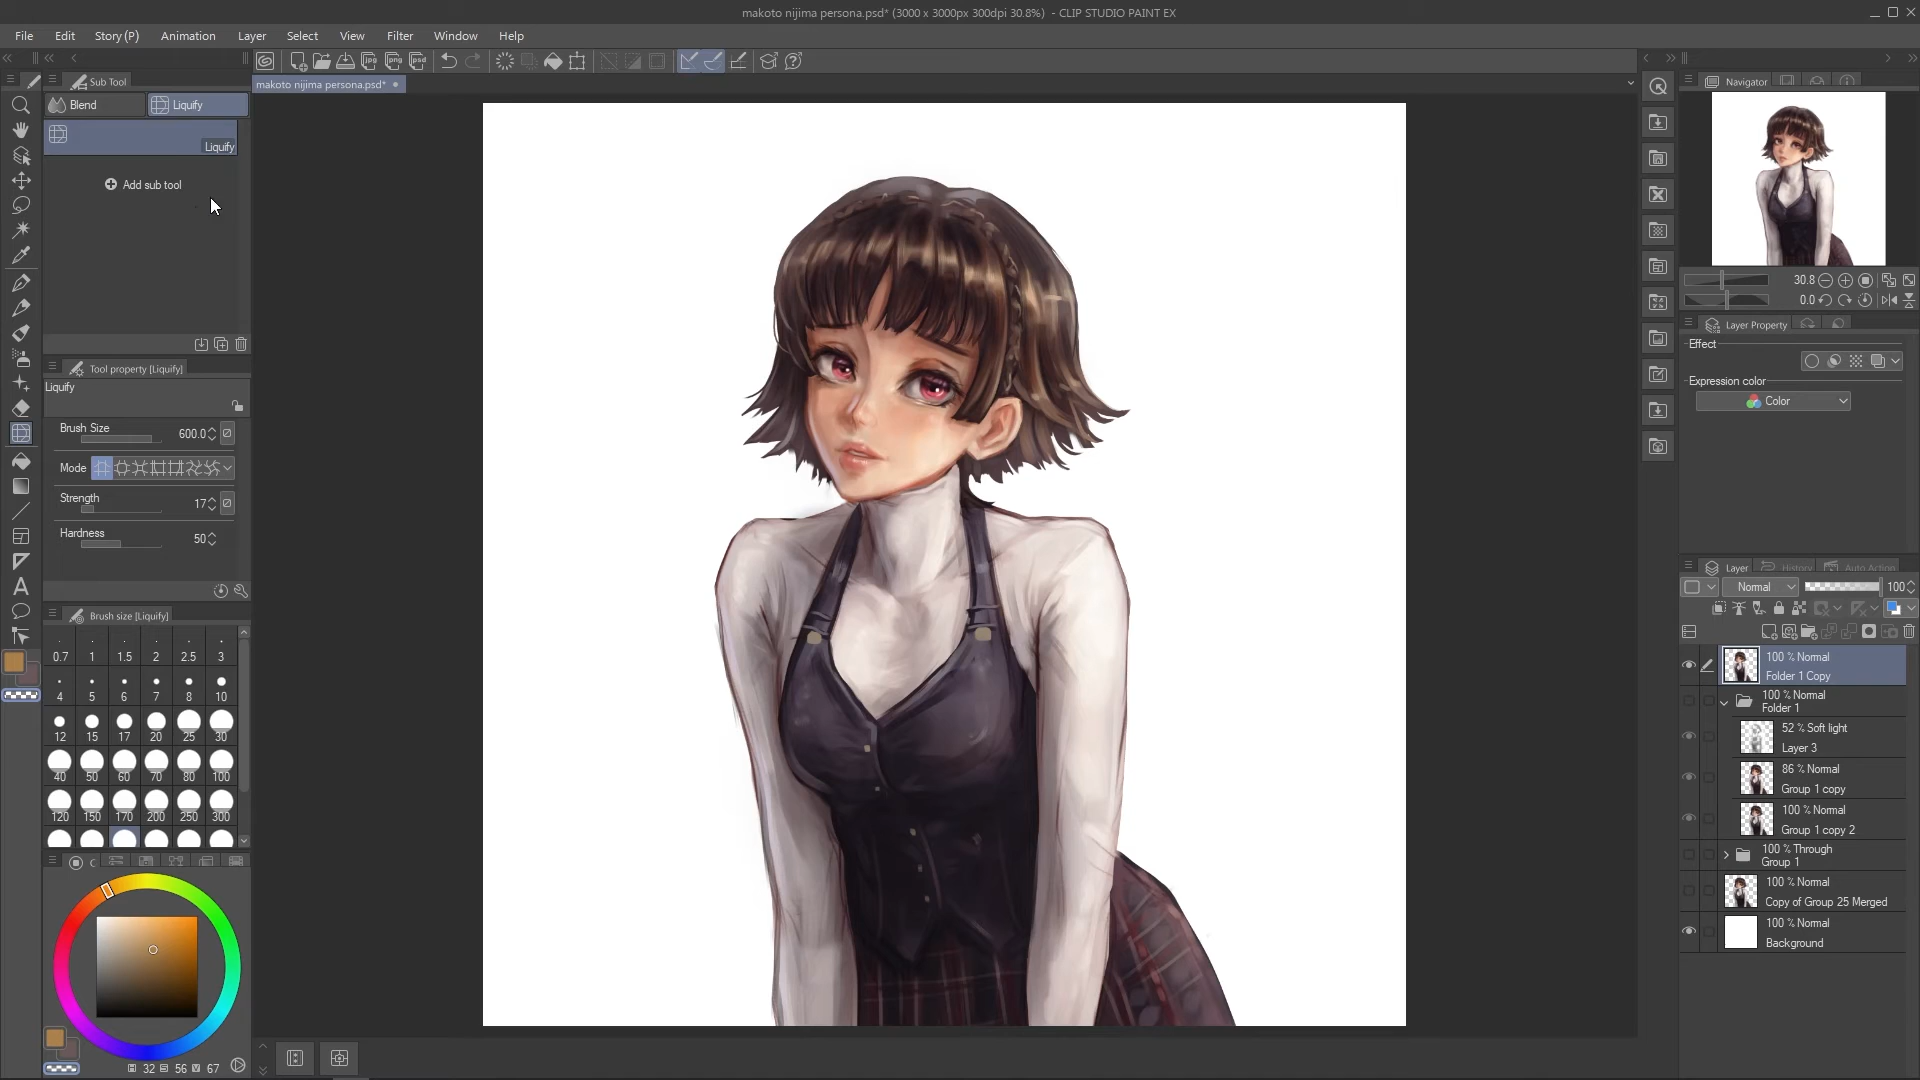 makoto nijima persona.psd* (3000 x 3000px 300dpi 30.8%)  - CLIP STUDIO PAINT EX
File Edit Story (P) Animation Layer Select View Filter Window Help
makoto nijima persona.psd*
Sub Tool
Blend Liquify
Liquify
Add sub tool
Tool property [Liquify]
Liquify
Brush Size 600.0
Mode
Strength 17
Hardness 50
Brush size [Liquify]
0.7 1 1.5 2 2.5 3
4 5 6 7 8 10
12 15 17 20 25 30
40 50 60 70 80 100
120 150 170 200 250 300
32 56 67
Navigator
30.8
0.0
Layer Property
Effect
Expression color
Color
Layer History Auto Action
Normal 100
100 % Normal
Folder 1 Copy
100 % Normal
Folder 1
52 % Soft light
Layer 3
86 % Normal
Group 1 copy
100 % Normal
Group 1 copy 2
100 % Through
Group 1
100 % Normal
Copy of Group 25 Merged
100 % Normal
Background